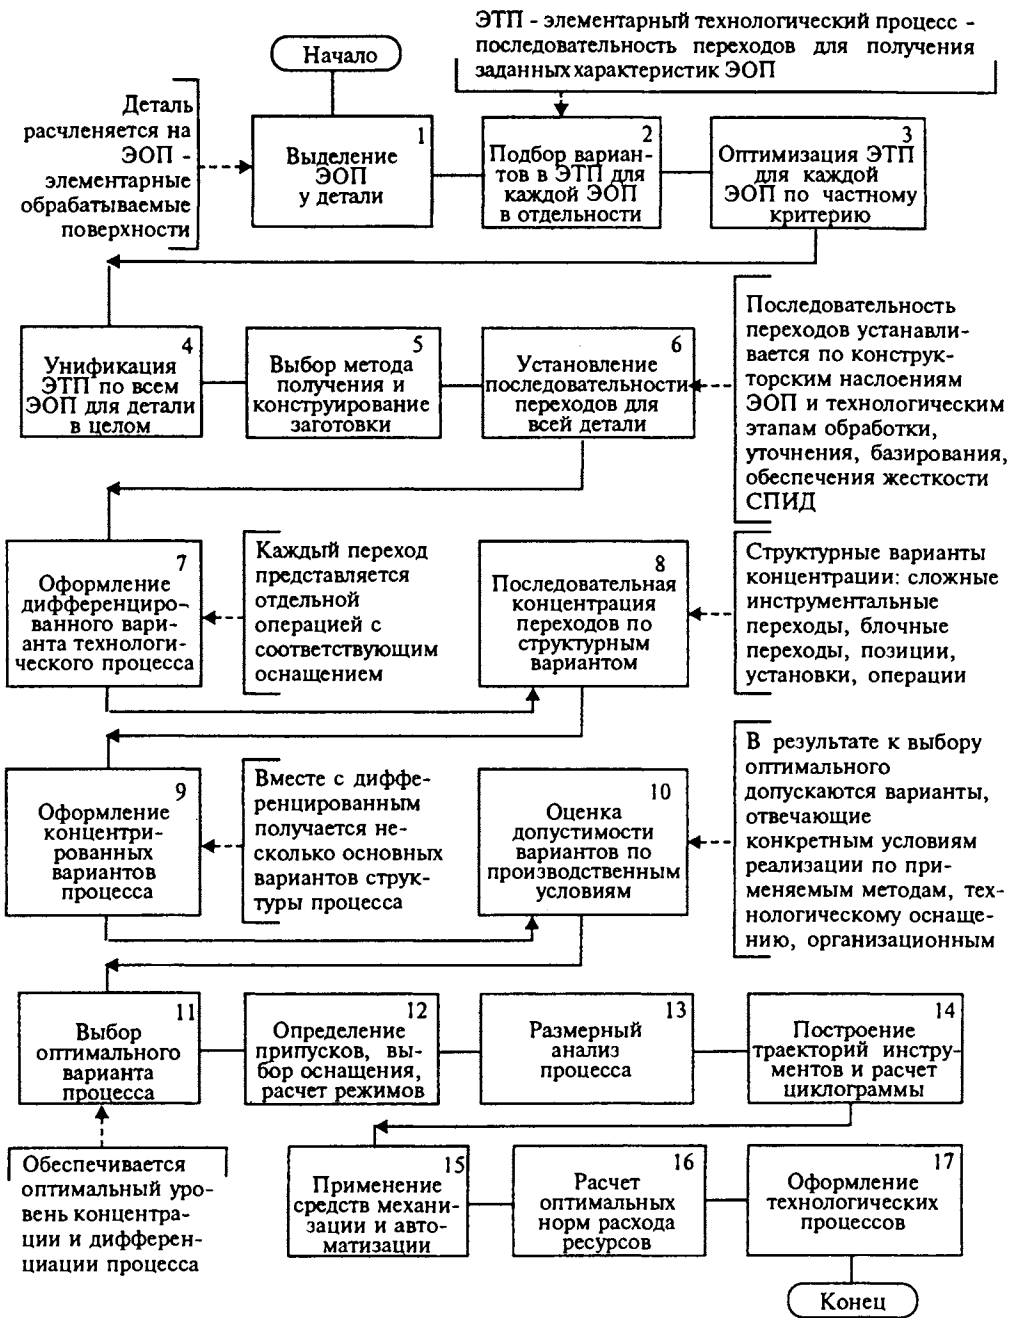 ЭТП - элементарный технологический процесс -
последовательность переходов для получения
заданных характеристик ЭОП
Начало
Деталь
расчленяется на
ЭОП -
элементарные
обрабатываемые
поверхности
1
Выделение
ЭОП
у детали
2
Подбор вариан-
тов в ЭТП для
каждой ЭОП
в отдельности
3
Оптимизация ЭТП
для каждой
ЭОП по частному
критерию
4
Унификация
ЭТП по всем
ЭОП для детали
в целом
5
Выбор метода
получения и
конструирование
заготовки
6
Установление
последовательности
переходов для
всей детали
Последовательность
переходов устанавли-
вается по конструк-
торским наслоениям
ЭОП и технологическим
этапам обработки,
уточнения, базирования,
обеспечения жесткости
СПИД
7
Оформление
дифференциро-
ванного вари-
анта технологи-
ческого процесса
Каждый переход
представляется
отдельной
операцией с
соответствующим
оснащением
8
Последовательная
концентрация
переходов по
структурным
вариантом
Структурные варианты
концентрации: сложные
инструментальные
переходы, блочные
переходы, позиции,
установки, операции
9
Оформление
концентри-
рованных
вариантов
процесса
Вместе с диффе-
ренцированным
получается не-
сколько основных
вариантов струк-
туры процесса
10
Оценка
допустимости
вариантов по
производственным
условиям
В результате к выбору
оптимального
допускаются варианты,
отвечающие
конкретным условиям
реализации по при-
меняемым методам, тех-
нологическому оснаще-
нию, организационным
11
Выбор
оптимального
варианта
процесса
12
Определение
припусков, вы-
бор оснащения,
расчет режимов
13
Размерный
анализ
процесса
14
Построение
траекторий инстру-
ментов и расчет
циклограммы
Обеспечивается
оптимальный уро-
вень концентра-
ции и дифферен-
циации процесса
15
Применение
средств механи-
зации и авто-
матизации
16
Расчет
оптимальных
норм расхода
ресурсов
17
Оформление
технологических
процессов
Конец